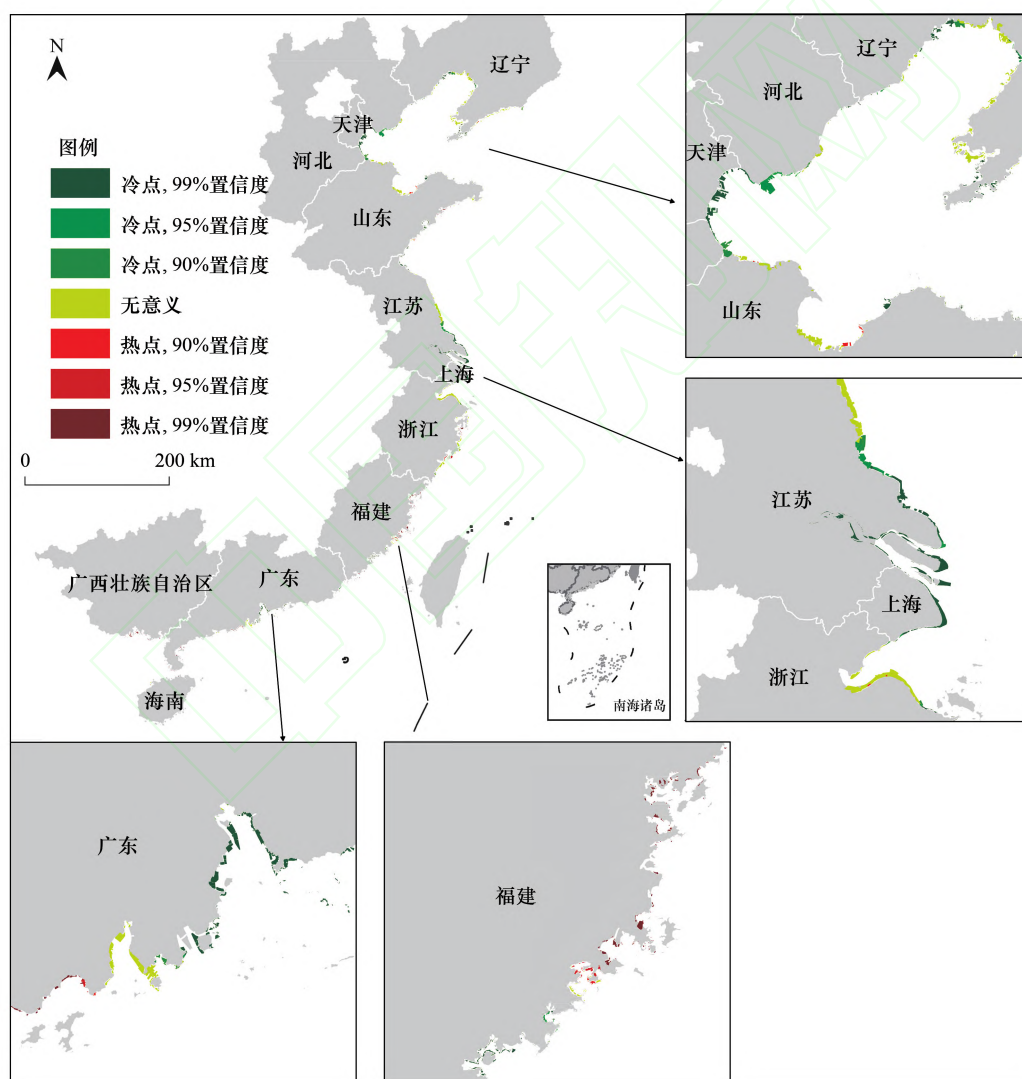 N
图例
冷点, 99%置信度
冷点, 95%置信度
冷点, 90%置信度
无意义
热点, 90%置信度
热点, 95%置信度
热点, 99%置信度
0
200 km
辽宁
天津
河北
山东
江苏
上海
浙江
福建
广东
广西壮族自治区
海南
南海诸岛
辽宁
河北
天津
山东
江苏
上海
浙江
广东
福建